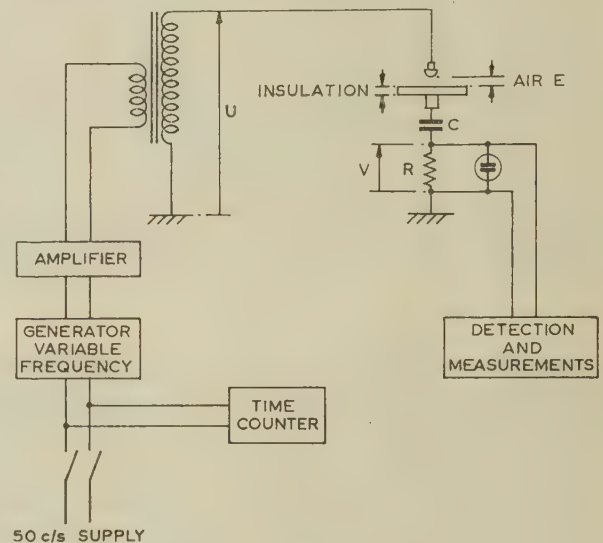 U
INSULATION
AIR E
C
V
R
AMPLIFIER
GENERATOR
VARIABLE
FREQUENCY
DETECTION
AND
MEASUREMENTS
TIME
COUNTER
50 c/s SUPPLY